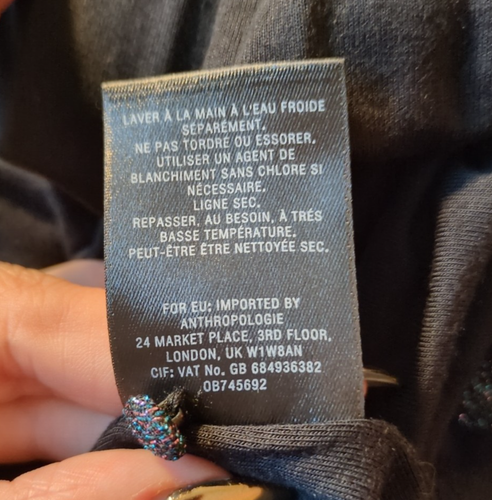 LAVER À LA MAIN À L'EAU FROIDE
SÉPARÉMENT.
NE PAS TORDRE OU ESSORER.
UTILISER UN AGENT DE
BLANCHIMENT SANS CHLORE SI
NÉCESSAIRE.
LIGNE SEC.
REPASSER, AU BESOIN, À TRÉS
BASSE TEMPÉRATURE.
PEUT-ÊTRE ÊTRE NETTOYÉE SEC.
FOR EU: IMPORTED BY
ANTHROPOLOGIE
24 MARKET PLACE, 3RD FLOOR,
LONDON, UK W1W8AN
CIF: VAT No. GB 684936382
OB745692